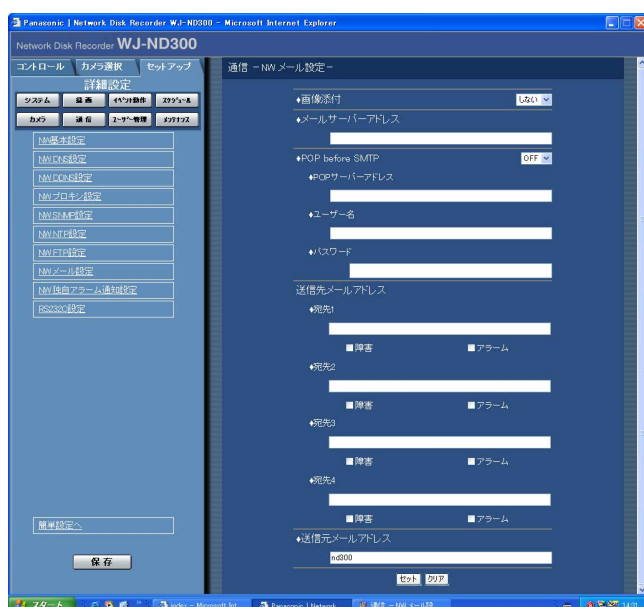 Panasonic | Network Disk Recorder WJ-ND300 - Microsoft Internet Explorer
Network Disk Recorder WJ-ND300
コントロール カメラ選択 セットアップ
詳細設定
システム 録画 イベント動作 スケジュール
カメラ 通信 ユーザー管理 メンテナンス
NW基本設定
NW DNS設定
NW DDNS設定
NW プロキシ設定
NW SNMP設定
NW NTP設定
NW FTP設定
NW メール設定
NW 独自アラーム通知設定
RS232C設定
簡単設定へ
保存
通信 -NW メール設定-
♦画像添付 しない
♦メールサーバーアドレス
♦POP before SMTP OFF
♦POPサーバーアドレス
♦ユーザー名
♦パスワード
送信先メールアドレス
♦宛先1
障害 アラーム
♦宛先2
障害 アラーム
♦宛先3
障害 アラーム
♦宛先4
障害 アラーム
♦送信元メールアドレス
nd300
セット クリア
スタート index - Microsoft Int... Panasonic | Network... 通信 - NW メール設...